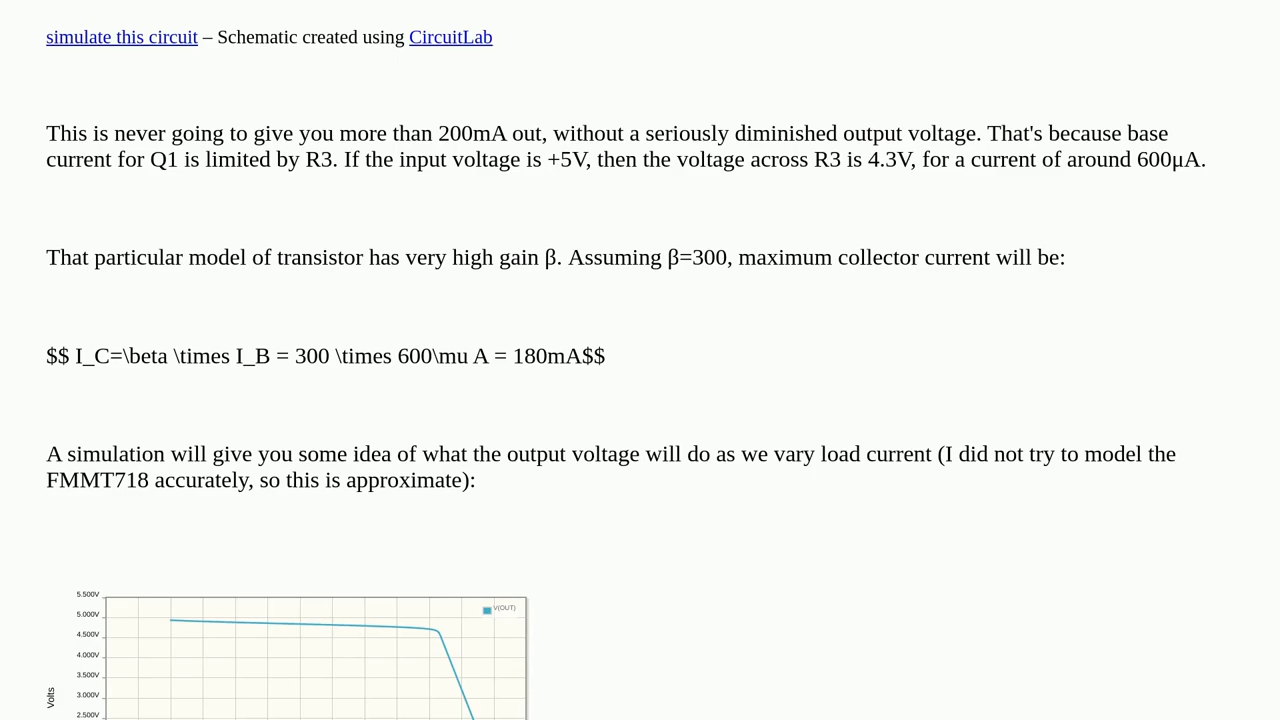 simulate this circuit – Schematic created using CircuitLab
This is never going to give you more than 200mA out, without a seriously diminished output voltage. That's because base
current for Q1 is limited by R3. If the input voltage is +5V, then the voltage across R3 is 4.3V, for a current of around 600μA.
That particular model of transistor has very high gain β. Assuming β=300, maximum collector current will be:
$$ I_C=\beta \times I_B = 300 \times 600\mu A = 180mA$$
A simulation will give you some idea of what the output voltage will do as we vary load current (I did not try to model the
FMMT718 accurately, so this is approximate):
5.500V
V(OUT)
5.000V
4.500V
4.000V
3.500V
3.000V
Volts
2.500V